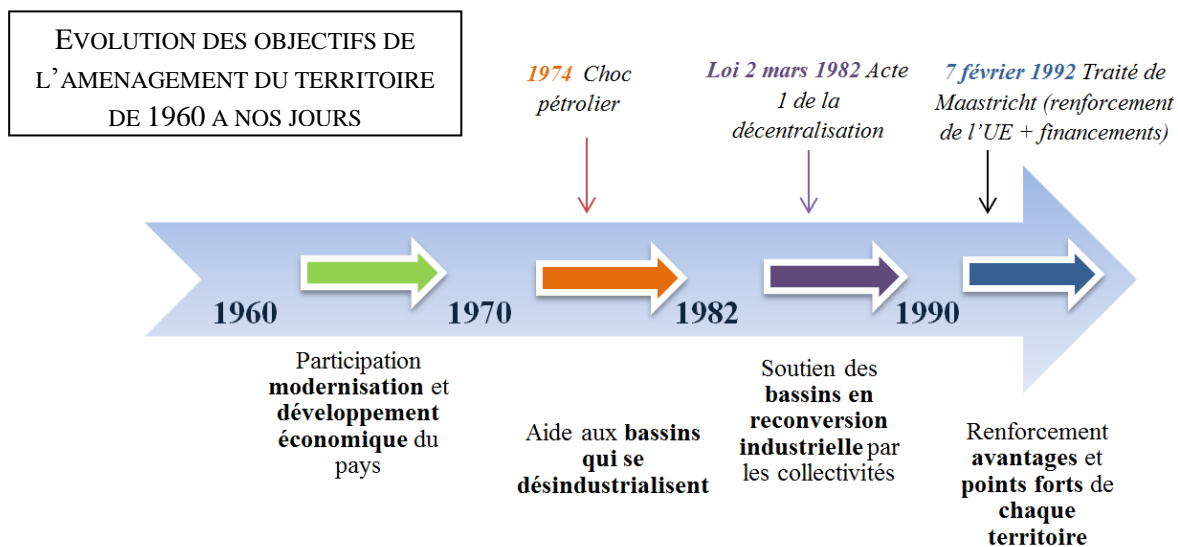 EVOLUTION DES OBJECTIFS DE
L'AMENAGEMENT DU TERRITOIRE
DE 1960 A NOS JOURS
1974 Choc
pétrolier
Loi 2 mars 1982 Acte
1 de la
décentralisation
7 février 1992 Traité de
Maastricht (renforcement
de l'UE + financements)
1960
1970
1982
1990
Participation
modernisation et
développement
économique du
pays
Aide aux bassins
qui se
désindustrialisent
Soutien des
bassins en
reconversion
industrielle par
les collectivités
Renforcement
avantages et
points forts de
chaque
territoire